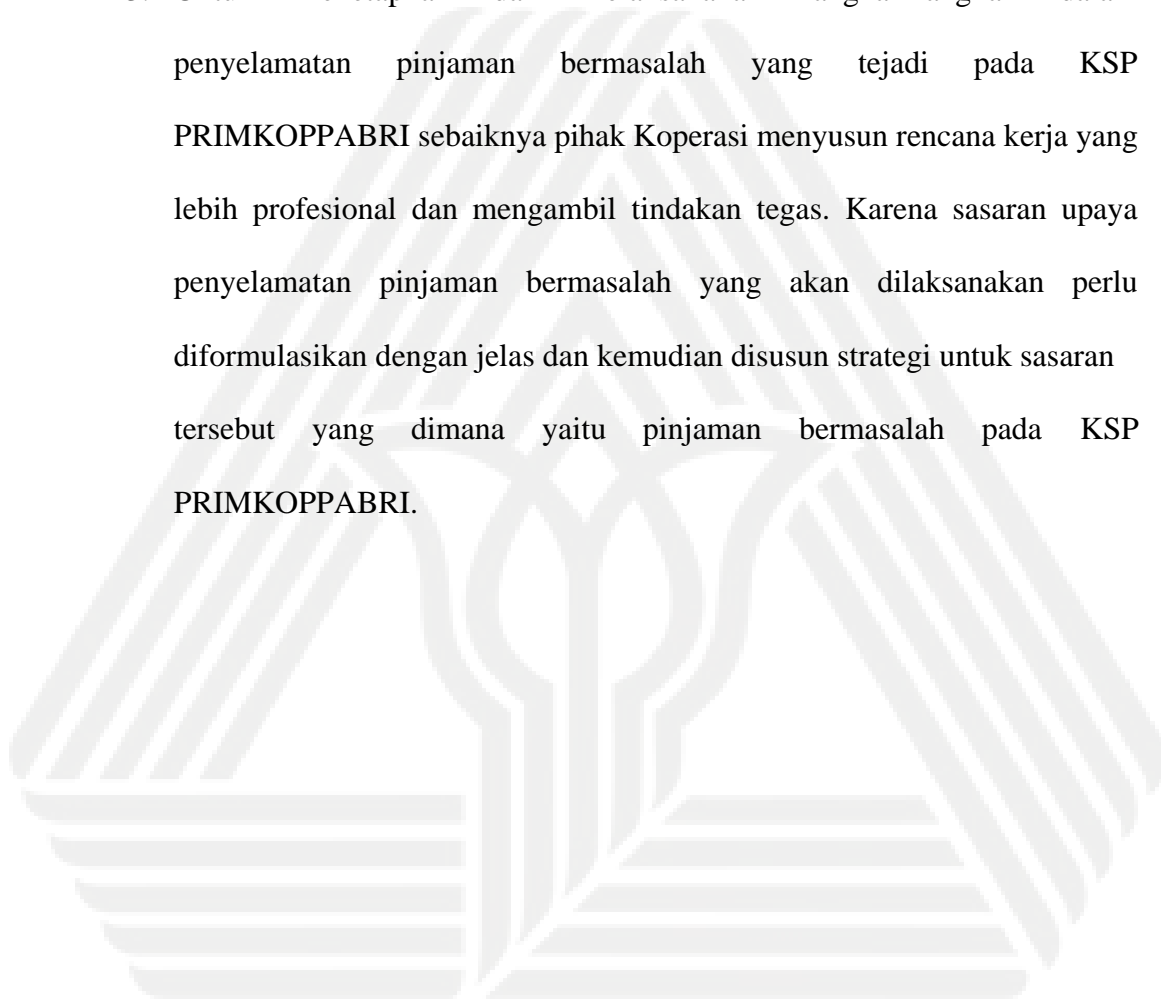 penyelamatan pinjaman bermasalah yang tejadi pada KSP
PRIMKOPPABRI sebaiknya pihak Koperasi menyusun rencana kerja yang
lebih profesional dan mengambil tindakan tegas. Karena sasaran upaya
penyelamatan pinjaman bermasalah yang akan dilaksanakan perlu
diformulasikan dengan jelas dan kemudian disusun strategi untuk sasaran
tersebut yang dimana yaitu pinjaman bermasalah pada KSP
PRIMKOPPABRI.